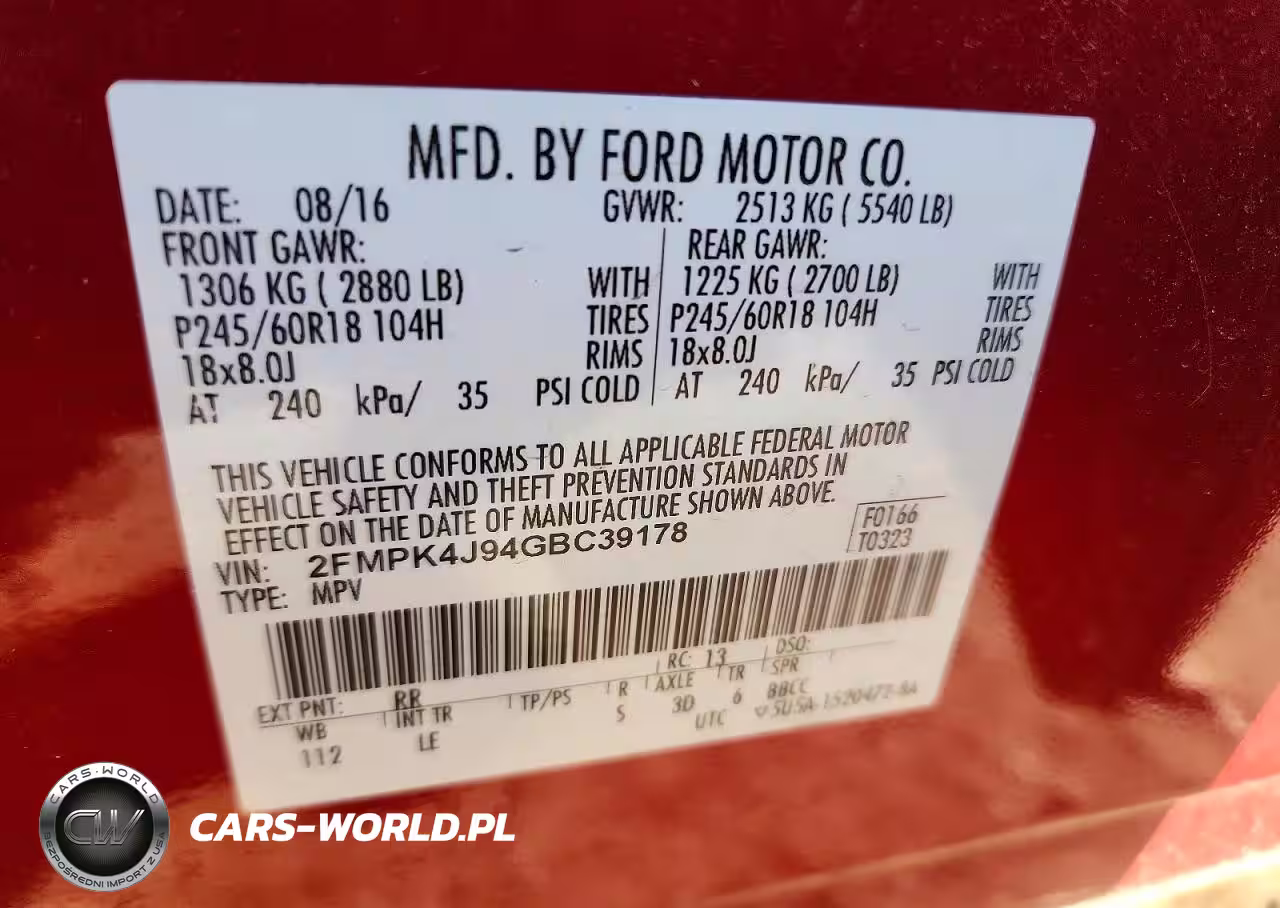 MFD. BY FORD MOTOR CO.
DATE: 08/16 GVWR: 2513 KG ( 5540 LB)
FRONT GAWR: REAR GAWR:
1306 KG ( 2880 LB) WITH 1225 KG ( 2700 LB) WITH
P245/60R18 104H TIRES P245/60R18 104H TIRES
18x8.0J RIMS 18x8.0J RIMS
AT 240 kPa/ 35 PSI COLD AT 240 kPa/ 35 PSI COLD
THIS VEHICLE CONFORMS TO ALL APPLICABLE FEDERAL MOTOR
VEHICLE SAFETY AND THEFT PREVENTION STANDARDS IN
EFFECT ON THE DATE OF MANUFACTURE SHOWN ABOVE.
F0166
T0323
VIN: 2FMPK4J94GBC39178
TYPE: MPV
RC: 13 DSO:
EXT PNT: RR
WB INT TR TP/PS R AXLE TR SPR
112 LE S 3D 6 BBCC
UTC
CARS-WORLD
CW
BEZPOŚREDNI IMPORT Z USA
CARS-WORLD.PL